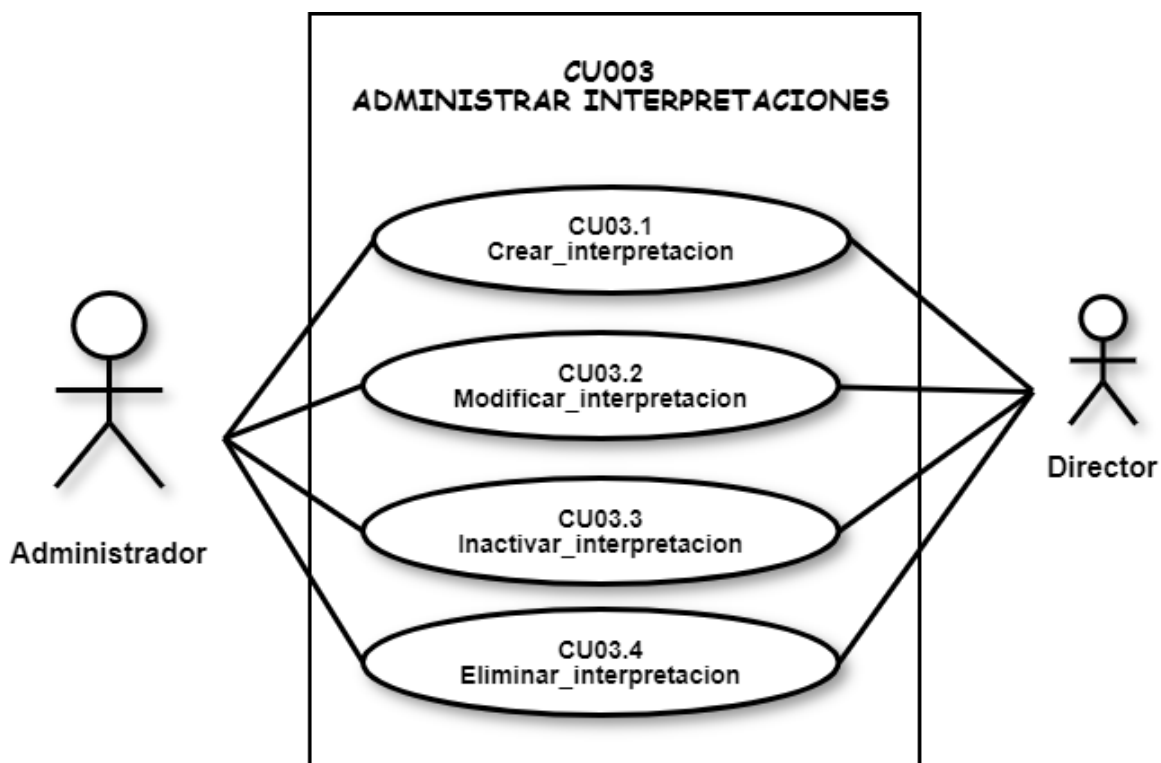 CU003
ADMINISTRAR INTERPRETACIONES
CU03.1
Crear_interpretacion
CU03.2
Modificar_interpretacion
Director
CU03.3
Inactivar_interpretacion
Administrador
CU03.4
Eliminar_interpretacion